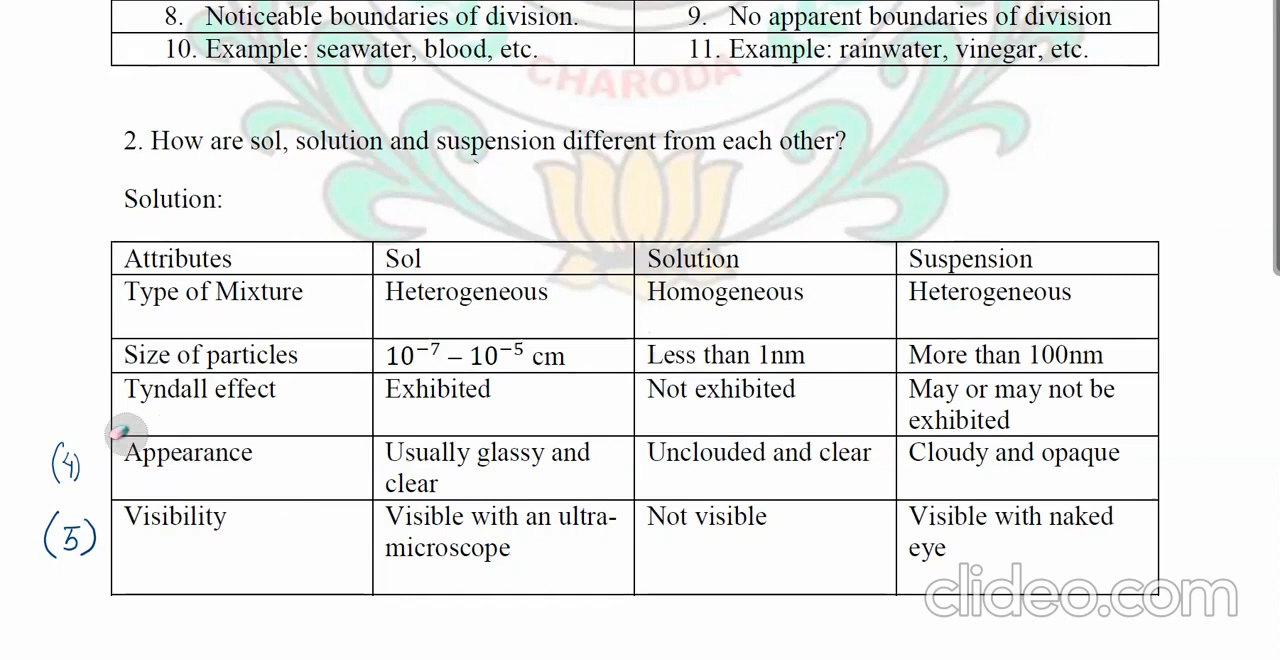 8. Noticeable boundaries of division. 9. No apparent boundaries of division
10. Example: seawater, blood, etc. 11. Example: rainwater, vinegar, etc.
CHARODA
2. How are sol, solution and suspension different from each other?
Solution:
Attributes Sol Solution Suspension
Type of Mixture Heterogeneous Homogeneous Heterogeneous
Size of particles 10⁻⁷ – 10⁻⁵ cm Less than 1nm More than 100nm
Tyndall effect Exhibited Not exhibited May or may not be
exhibited
(4) Appearance Usually glassy and Unclouded and clear Cloudy and opaque
clear
(5) Visibility Visible with an ultra- Not visible Visible with naked
microscope eye
clideo.com